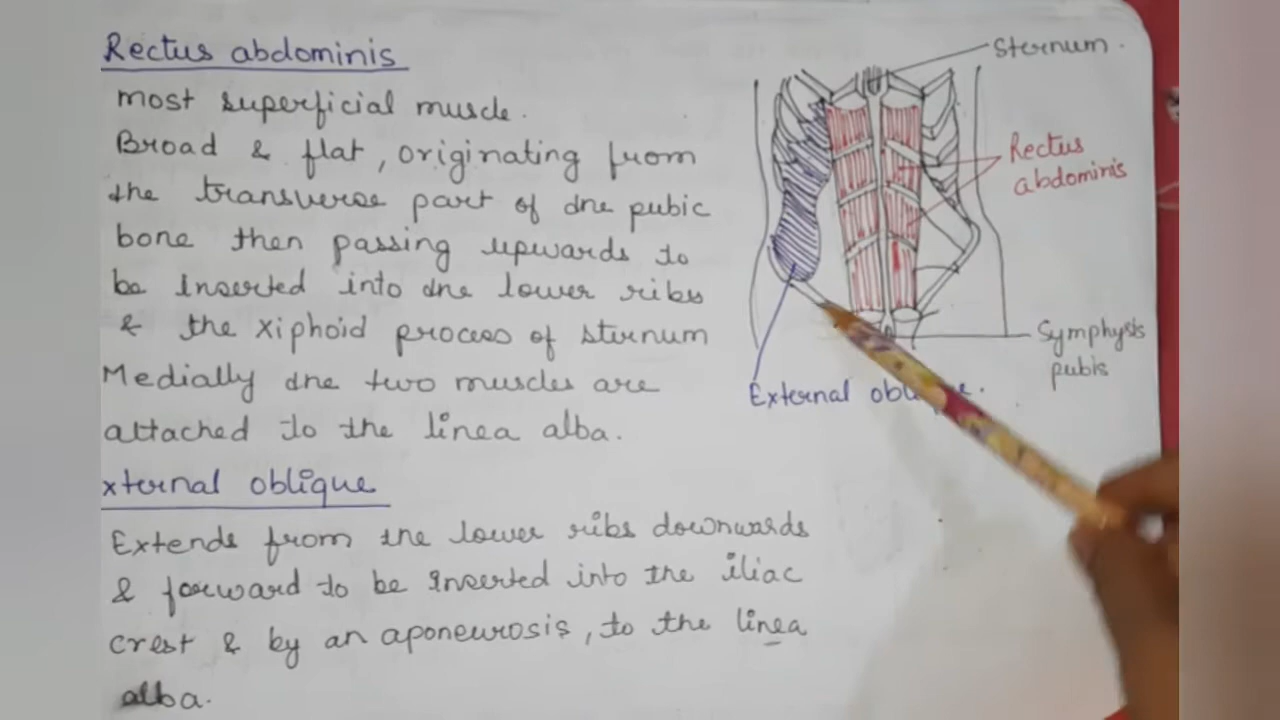 Rectus abdominis
most superficial muscle.
Broad & flat, originating from
the transverse part of the pubic
bone then passing upwards to
be inserted into the lower ribs
& the xiphoid process of sternum
Medially the two muscles are
attached to the linea alba.
xternal oblique
Extends from the lower ribs downwards
& forward to be inserted into the iliac
crest & by an aponeurosis, to the linea
alba.
Sternum.
Rectus
abdominis
Symphysis
pubis
External